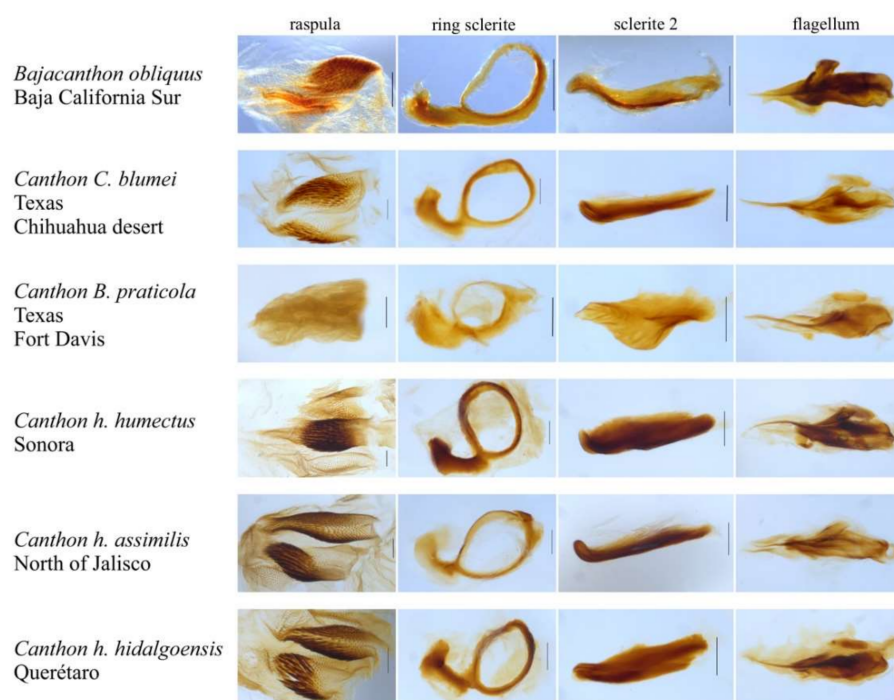 raspula ring sclerite sclerite 2 flagellum
Bajacanthon obliquus
Baja California Sur
Canthon C. blumei
Texas
Chihuahua desert
Canthon B. praticola
Texas
Fort Davis
Canthon h. humectus
Sonora
Canthon h. assimilis
North of Jalisco
Canthon h. hidalgoensis
Querétaro